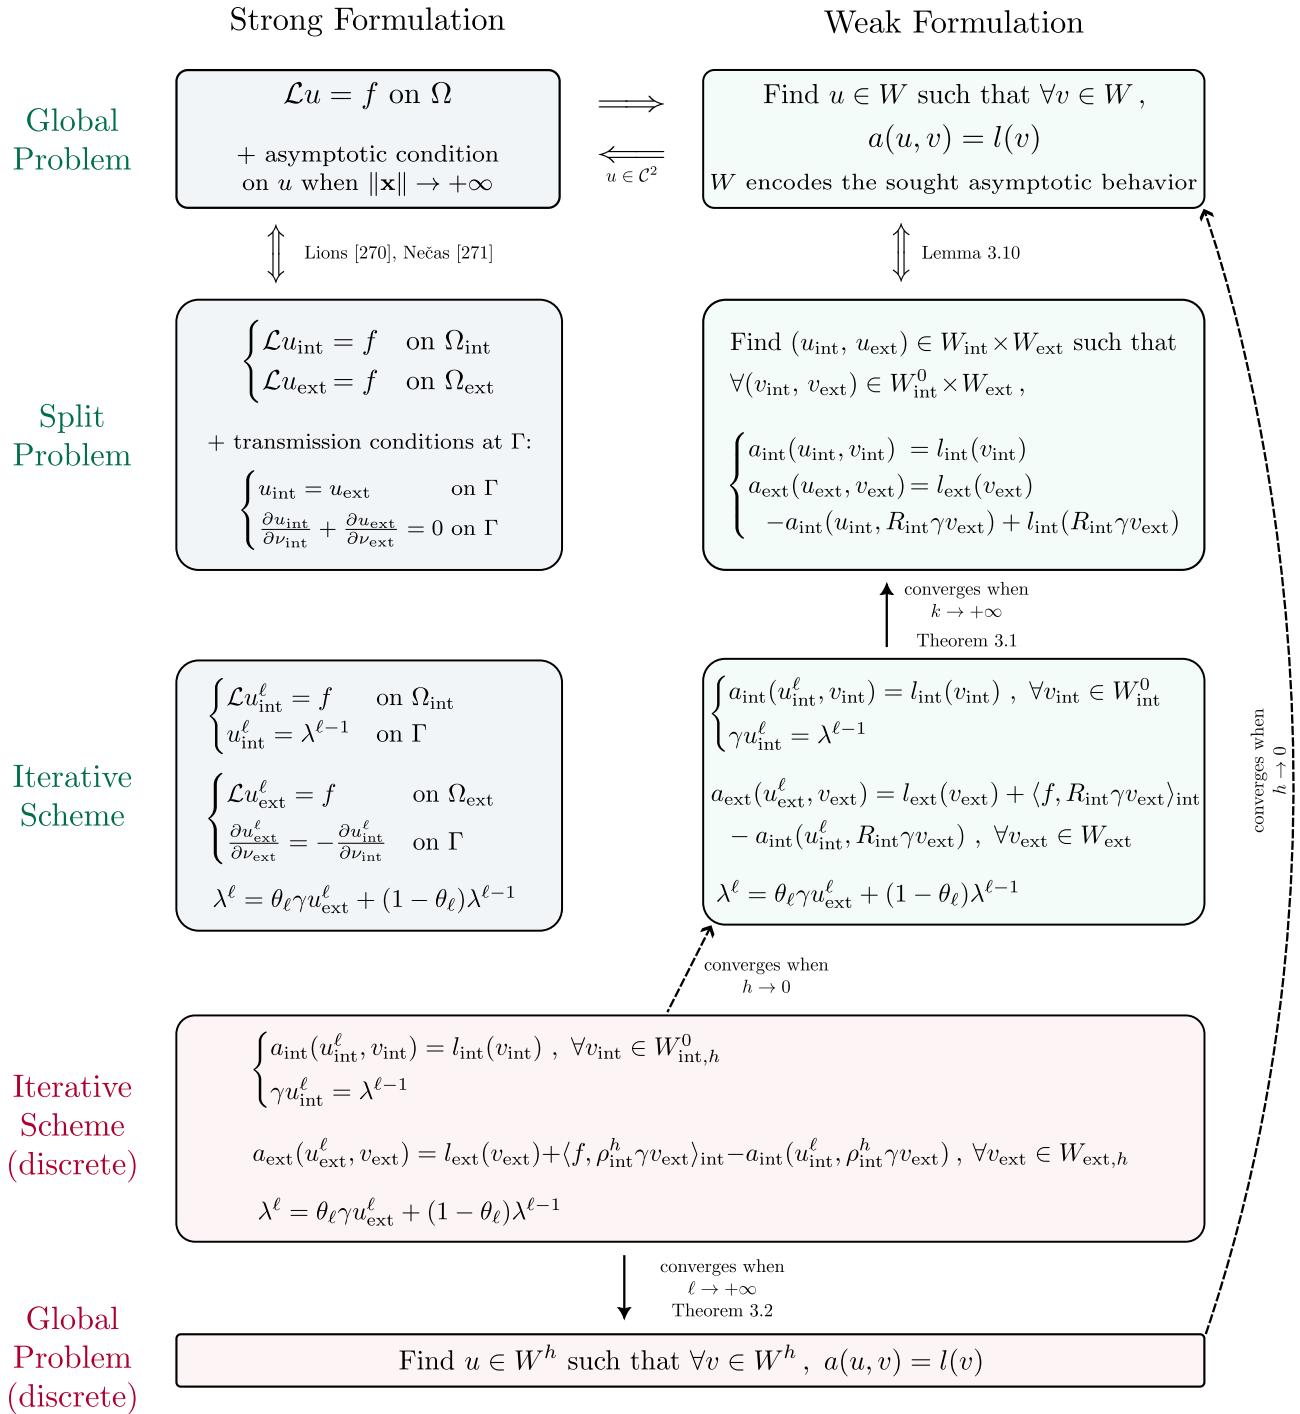 Strong Formulation
Weak Formulation
Global
Problem
ℒu = f on Ω
+ asymptotic condition
on u when ‖x‖ → +∞
⟹
⟸
u ∈ 𝒞²
Find u ∈ W such that ∀v ∈ W ,
a(u, v) = l(v)
W encodes the sought asymptotic behavior
Lions [270], Nečas [271]
Lemma 3.10
Split
Problem
ℒu_int = f on Ω_int
ℒu_ext = f on Ω_ext
+ transmission conditions at Γ:
u_int = u_ext on Γ
∂u_int/∂ν_int + ∂u_ext/∂ν_ext = 0 on Γ
Find (u_int, u_ext) ∈ W_int × W_ext such that
∀(v_int, v_ext) ∈ W⁰_int × W_ext ,
a_int(u_int, v_int) = l_int(v_int)
a_ext(u_ext, v_ext) = l_ext(v_ext)
−a_int(u_int, R_int γv_ext) + l_int(R_int γv_ext)
converges when
k → +∞
Theorem 3.1
Iterative
Scheme
ℒu^ℓ_int = f on Ω_int
u^ℓ_int = λ^{ℓ−1} on Γ
ℒu^ℓ_ext = f on Ω_ext
∂u^ℓ_ext/∂ν_ext = −∂u^ℓ_int/∂ν_int on Γ
λ^ℓ = θ_ℓ γu^ℓ_ext + (1 − θ_ℓ)λ^{ℓ−1}
a_int(u^ℓ_int, v_int) = l_int(v_int) , ∀v_int ∈ W⁰_int
γu^ℓ_int = λ^{ℓ−1}
a_ext(u^ℓ_ext, v_ext) = l_ext(v_ext) + ⟨f, R_int γv_ext⟩_int
− a_int(u^ℓ_int, R_int γv_ext) , ∀v_ext ∈ W_ext
λ^ℓ = θ_ℓ γu^ℓ_ext + (1 − θ_ℓ)λ^{ℓ−1}
converges when
h → 0
converges when
h → 0
Iterative
Scheme
(discrete)
a_int(u^ℓ_int, v_int) = l_int(v_int) , ∀v_int ∈ W⁰_{int,h}
γu^ℓ_int = λ^{ℓ−1}
a_ext(u^ℓ_ext, v_ext) = l_ext(v_ext)+⟨f, ρ^h_int γv_ext⟩_int−a_int(u^ℓ_int, ρ^h_int γv_ext) , ∀v_ext ∈ W_{ext,h}
λ^ℓ = θ_ℓ γu^ℓ_ext + (1 − θ_ℓ)λ^{ℓ−1}
converges when
ℓ → +∞
Theorem 3.2
Global
Problem
(discrete)
Find u ∈ W^h such that ∀v ∈ W^h , a(u, v) = l(v)